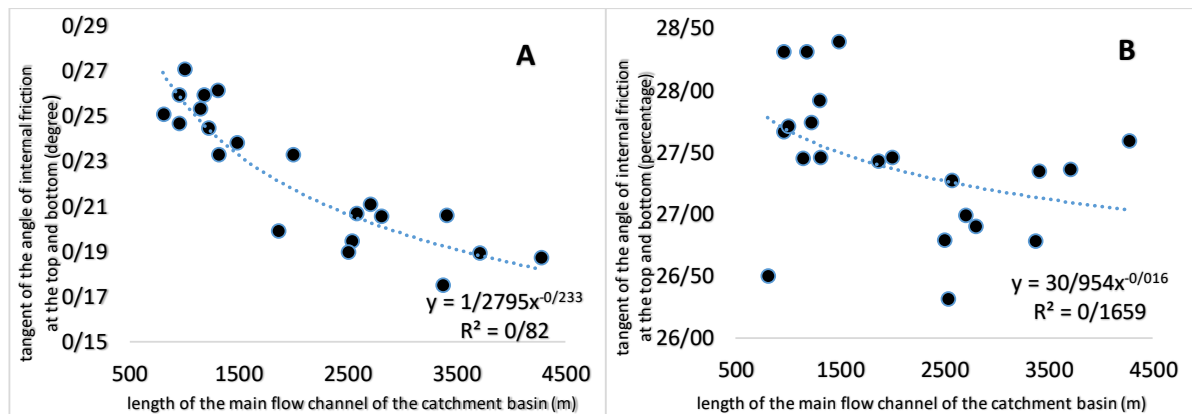 A
tangent of the angle of internal friction
at the top and bottom (degree)
0/29
0/27
0/25
0/23
0/21
0/19
0/17
0/15
y = 1/2795x^-0/233
R² = 0/82
500 1500 2500 3500 4500
length of the main flow channel of the catchment basin (m)
B
tangent of the angle of internal friction
at the top and bottom (percentage)
28/50
28/00
27/50
27/00
26/50
26/00
y = 30/954x^-0/016
R² = 0/1659
500 1500 2500 3500 4500
length of the main flow channel of the catchment basin (m)